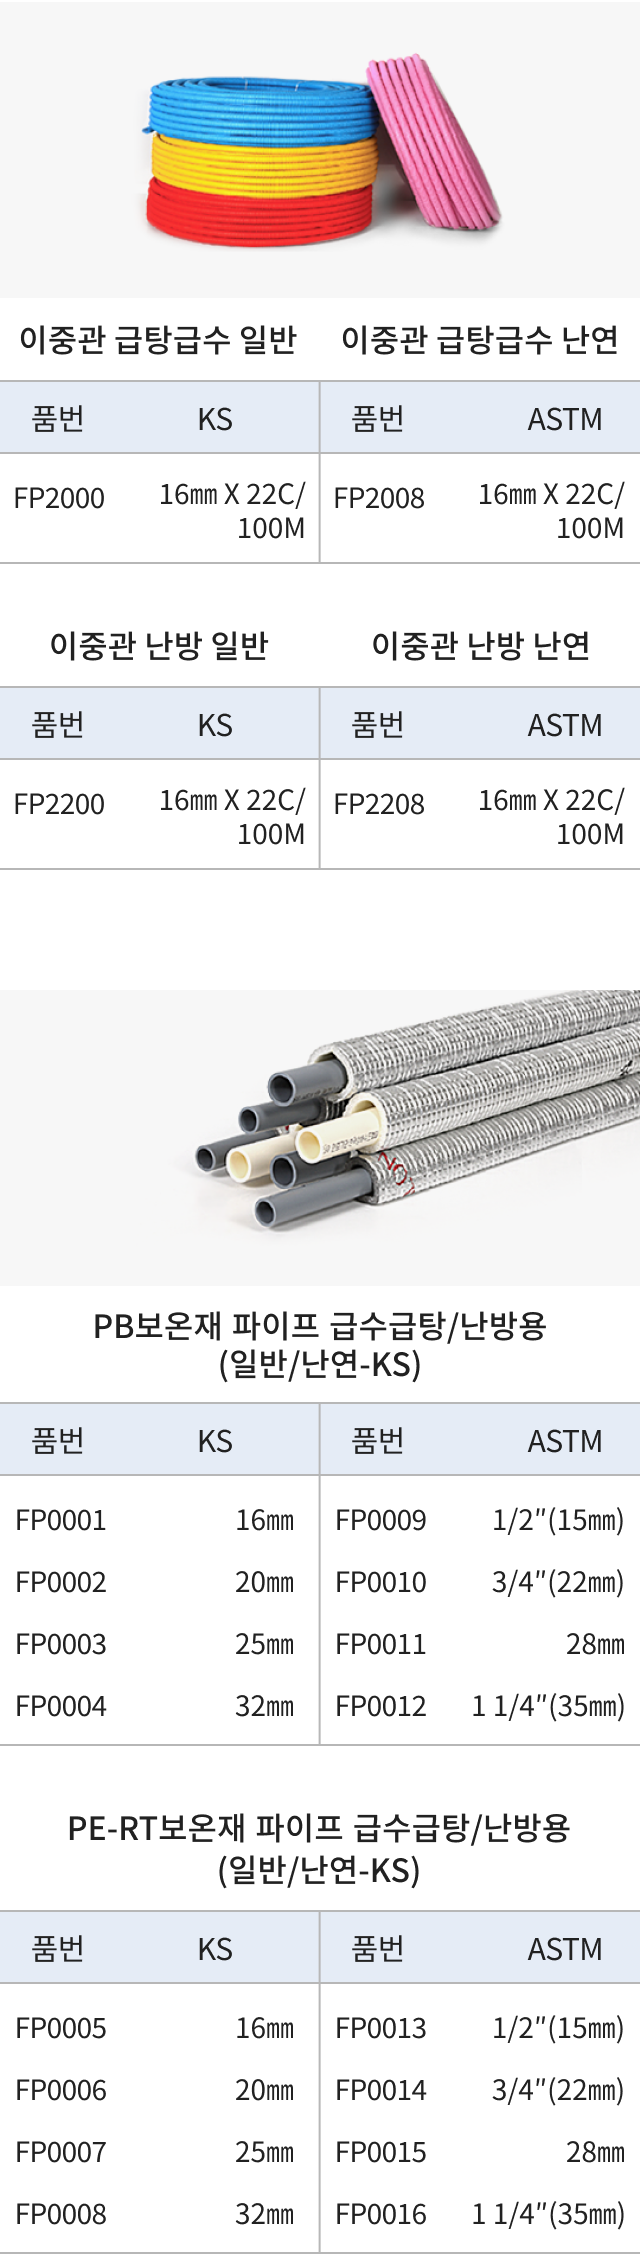 이중관 급탕급수 일반 이중관 급탕급수 난연
품번 KS 품번 ASTM
FP2000 16㎜ X 22C/ FP2008 16㎜ X 22C/
100M 100M
이중관 난방 일반 이중관 난방 난연
품번 KS 품번 ASTM
FP2200 16㎜ X 22C/ FP2208 16㎜ X 22C/
100M 100M
PB보온재 파이프 급수급탕/난방용
(일반/난연-KS)
품번 KS 품번 ASTM
FP0001 16㎜ FP0009 1/2″(15㎜)
FP0002 20㎜ FP0010 3/4″(22㎜)
FP0003 25㎜ FP0011 28㎜
FP0004 32㎜ FP0012 1 1/4″(35㎜)
PE-RT보온재 파이프 급수급탕/난방용
(일반/난연-KS)
품번 KS 품번 ASTM
FP0005 16㎜ FP0013 1/2″(15㎜)
FP0006 20㎜ FP0014 3/4″(22㎜)
FP0007 25㎜ FP0015 28㎜
FP0008 32㎜ FP0016 1 1/4″(35㎜)